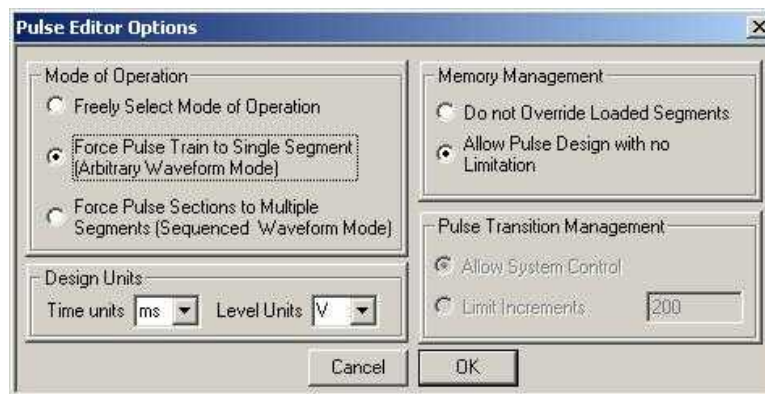 Pulse Editor Options
Mode of Operation
Freely Select Mode of Operation
Force Pulse Train to Single Segment
(Arbitrary Waveform Mode)
Force Pulse Sections to Multiple
Segments (Sequenced Waveform Mode)
Design Units
Time units ms Level Units V
Memory Management
Do not Override Loaded Segments
Allow Pulse Design with no
Limitation
Pulse Transition Management
Allow System Control
Limit Increments 200
Cancel OK